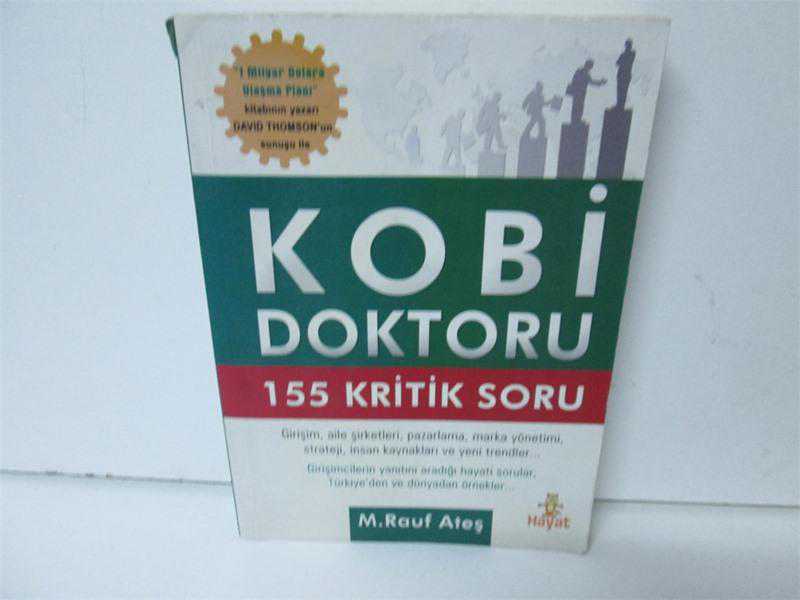 "1 Milyar Dolara
Ulaşma Planı"
kitabının yazarı
DAVID THOMSON'un
sunuşu ile
KOBİ
DOKTORU
155 KRİTİK SORU
Girişim, aile şirketleri, pazarlama, marka yönetimi,
strateji, insan kaynakları ve yeni trendler...
Girişimcilerin yanıtını aradığı hayati sorular,
Türkiye'den ve dünyadan örnekler...
M.Rauf Ateş
Hayat